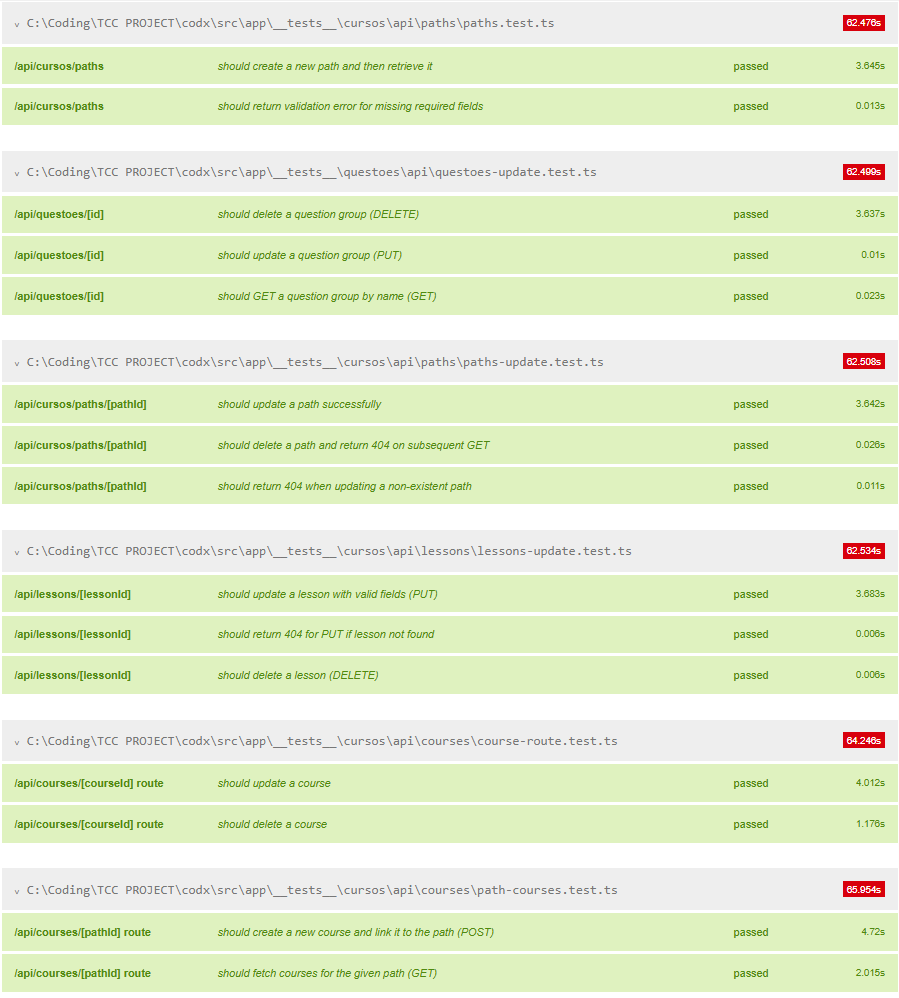 v C:\Coding\TCC PROJECT\codx\src\app\__tests__\cursos\api\paths\paths.test.ts 62.476s
/api/cursos/paths should create a new path and then retrieve it passed 3.645s
/api/cursos/paths should return validation error for missing required fields passed 0.013s
v C:\Coding\TCC PROJECT\codx\src\app\__tests__\questoes\api\questoes-update.test.ts 62.499s
/api/questoes/[id] should delete a question group (DELETE) passed 3.637s
/api/questoes/[id] should update a question group (PUT) passed 0.01s
/api/questoes/[id] should GET a question group by name (GET) passed 0.023s
v C:\Coding\TCC PROJECT\codx\src\app\__tests__\cursos\api\paths\paths-update.test.ts 62.508s
/api/cursos/paths/[pathId] should update a path successfully passed 3.642s
/api/cursos/paths/[pathId] should delete a path and return 404 on subsequent GET passed 0.026s
/api/cursos/paths/[pathId] should return 404 when updating a non-existent path passed 0.011s
v C:\Coding\TCC PROJECT\codx\src\app\__tests__\cursos\api\lessons\lessons-update.test.ts 62.534s
/api/lessons/[lessonId] should update a lesson with valid fields (PUT) passed 3.683s
/api/lessons/[lessonId] should return 404 for PUT if lesson not found passed 0.006s
/api/lessons/[lessonId] should delete a lesson (DELETE) passed 0.006s
v C:\Coding\TCC PROJECT\codx\src\app\__tests__\cursos\api\courses\course-route.test.ts 64.246s
/api/courses/[courseId] route should update a course passed 4.012s
/api/courses/[courseId] route should delete a course passed 1.176s
v C:\Coding\TCC PROJECT\codx\src\app\__tests__\cursos\api\courses\path-courses.test.ts 65.954s
/api/courses/[pathId] route should create a new course and link it to the path (POST) passed 4.72s
/api/courses/[pathId] route should fetch courses for the given path (GET) passed 2.015s